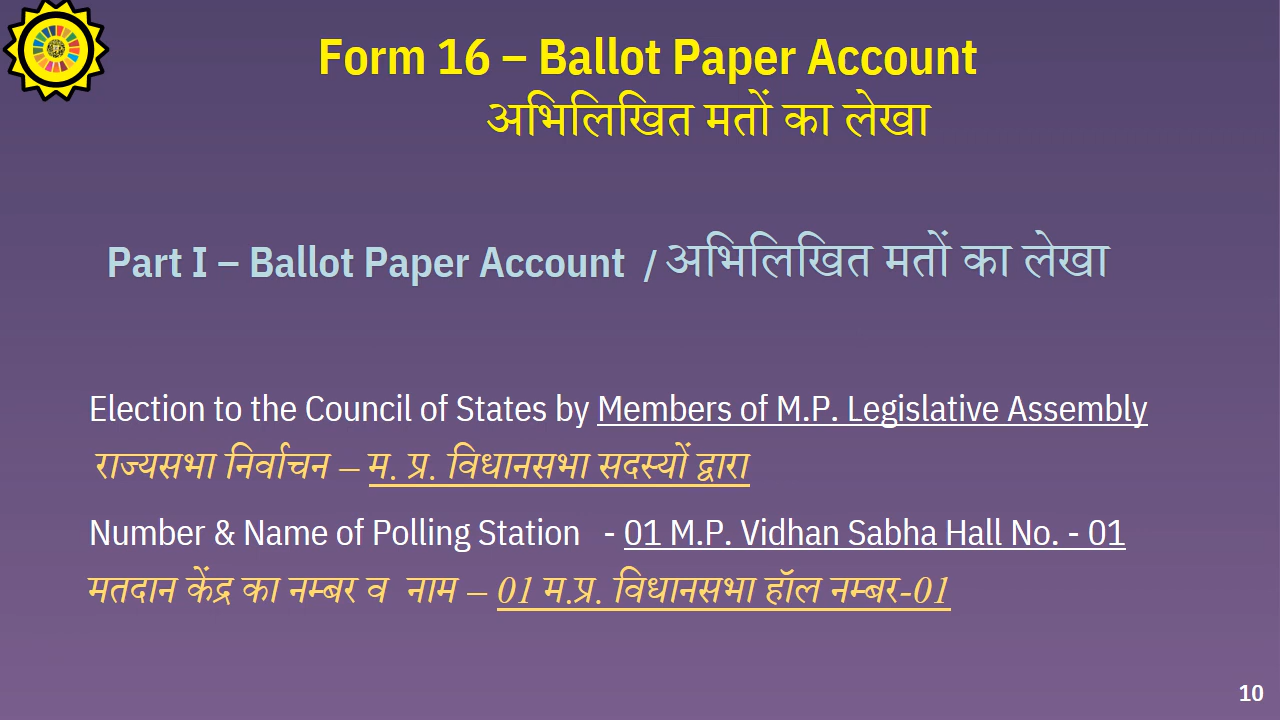 Form 16 – Ballot Paper Account
अभिलिखित मतों का लेखा
Part I – Ballot Paper Account / अभिलिखित मतों का लेखा
Election to the Council of States by Members of M.P. Legislative Assembly
राज्यसभा निर्वाचन – म. प्र. विधानसभा सदस्यों द्वारा
Number & Name of Polling Station - 01 M.P. Vidhan Sabha Hall No. - 01
मतदान केंद्र का नम्बर व नाम – 01 म.प्र. विधानसभा हॉल नम्बर-01
10